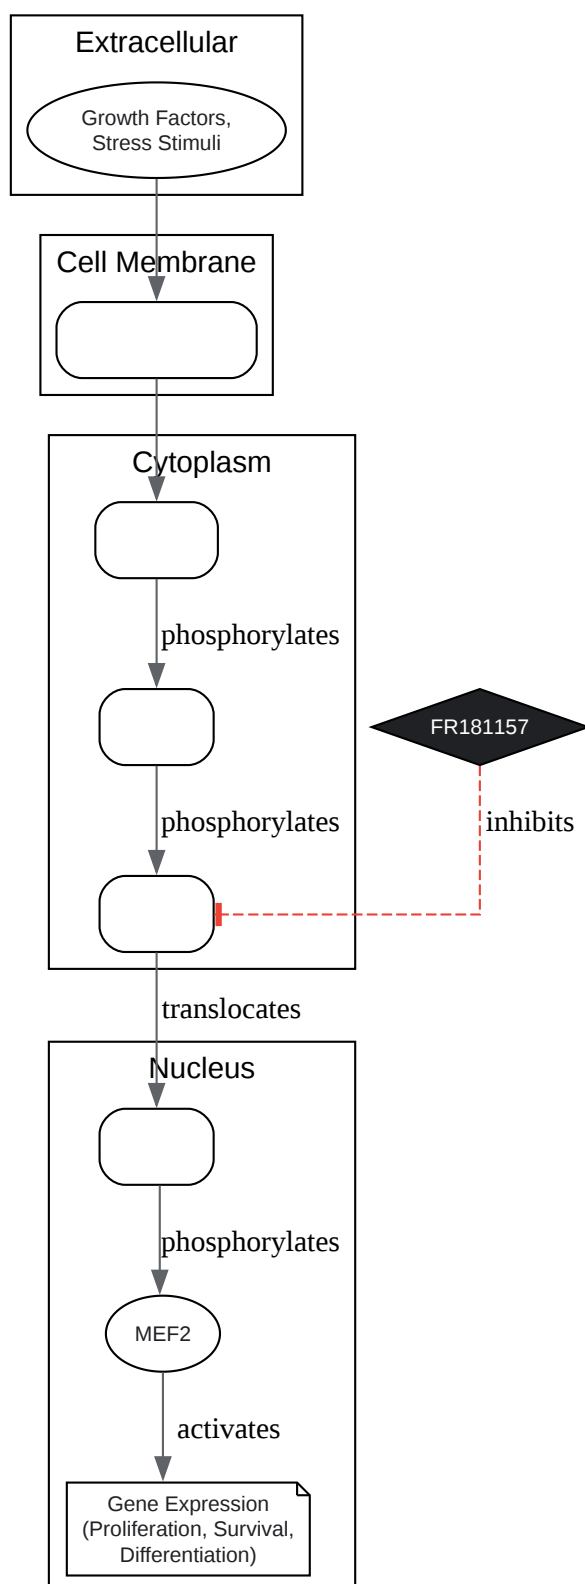 Extracellular
Growth Factors,
Stress Stimuli
Cell Membrane
Cytoplasm
phosphorylates
FR181157
phosphorylates
inhibits
translocates
Nucleus
phosphorylates
MEF2
activates
Gene Expression
(Proliferation, Survival,
Differentiation)